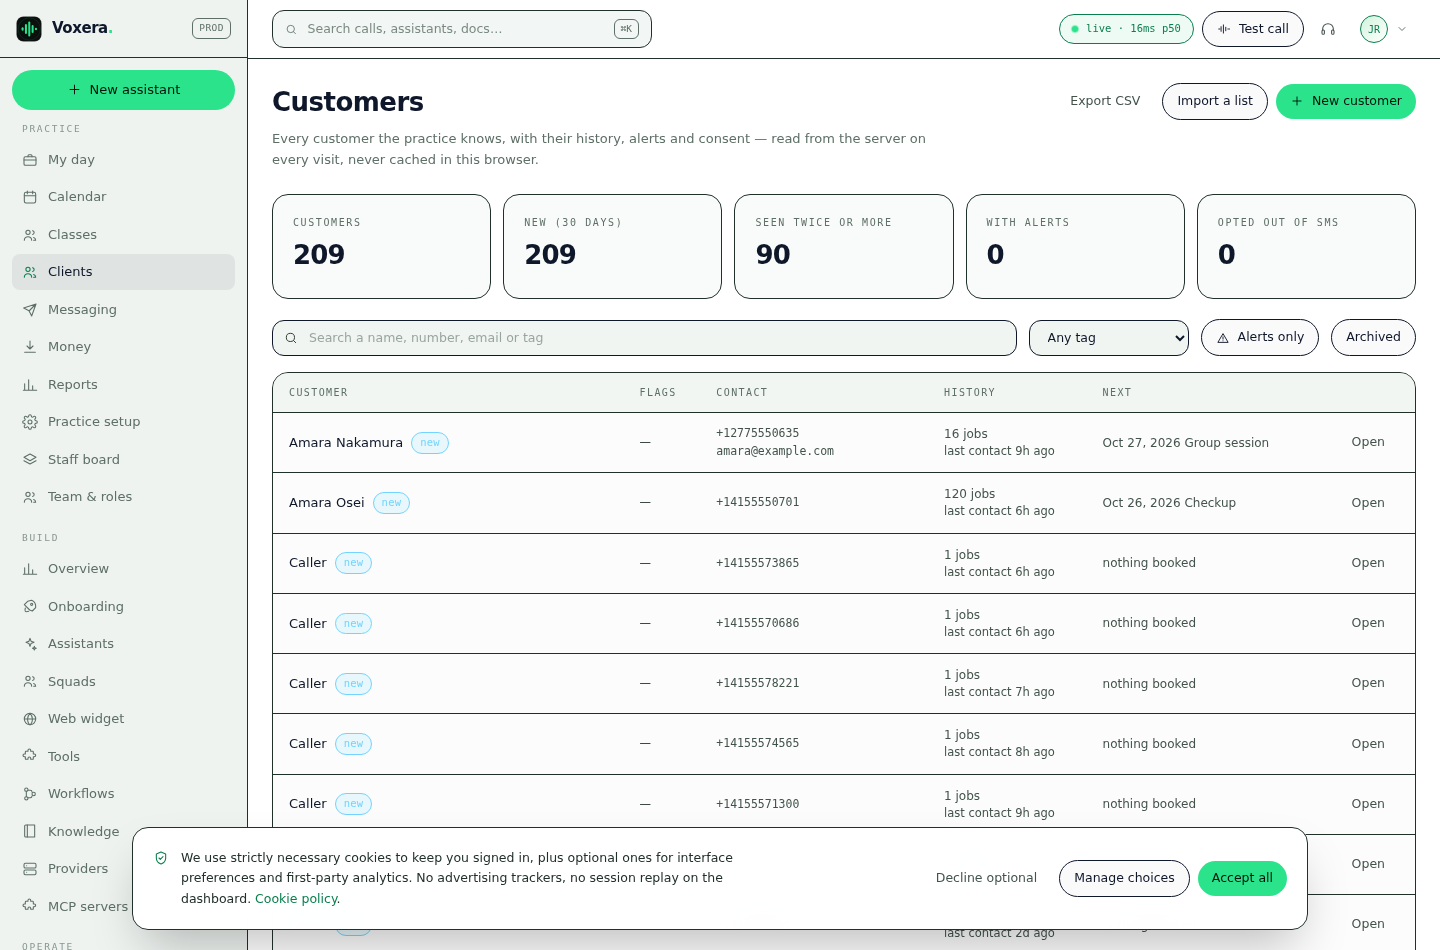 Voxera.
PROD
Search calls, assistants, docs...
⌘K
live · 16ms p50
Test call
JR
New assistant
PRACTICE
My day
Calendar
Classes
Clients
Messaging
Money
Reports
Practice setup
Staff board
Team & roles
BUILD
Overview
Onboarding
Assistants
Squads
Web widget
Tools
Workflows
Knowledge
Providers
MCP servers
OPERATE
Customers
Export CSV
Import a list
New customer
Every customer the practice knows, with their history, alerts and consent — read from the server on
every visit, never cached in this browser.
CUSTOMERS
209
NEW (30 DAYS)
209
SEEN TWICE OR MORE
90
WITH ALERTS
0
OPTED OUT OF SMS
0
Search a name, number, email or tag
Any tag
Alerts only
Archived
CUSTOMER FLAGS CONTACT HISTORY NEXT
Amara Nakamura new — +12775550635 16 jobs Oct 27, 2026 Group session Open
amara@example.com last contact 9h ago
Amara Osei new — +14155550701 120 jobs Oct 26, 2026 Checkup Open
last contact 6h ago
Caller new — +14155573865 1 jobs nothing booked Open
last contact 6h ago
Caller new — +14155570686 1 jobs nothing booked Open
last contact 6h ago
Caller new — +14155578221 1 jobs nothing booked Open
last contact 7h ago
Caller new — +14155574565 1 jobs nothing booked Open
last contact 8h ago
Caller new — +14155571300 1 jobs nothing booked Open
last contact 9h ago
Open
Open
last contact 2d ago
We use strictly necessary cookies to keep you signed in, plus optional ones for interface
preferences and first-party analytics. No advertising trackers, no session replay on the
dashboard. Cookie policy.
Decline optional
Manage choices
Accept all